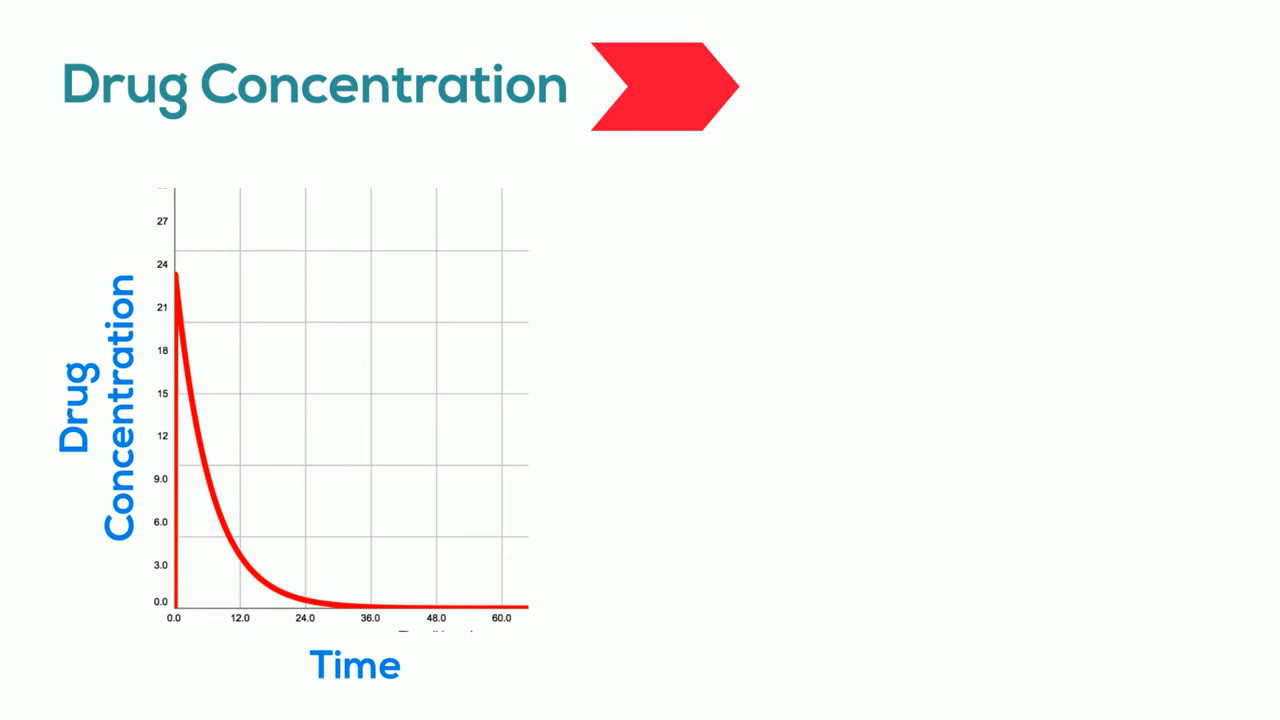 Drug Concentration
Drug
Concentration
27
24
21
18
15
12
9.0
6.0
3.0
0.0
0.0 12.0 24.0 36.0 48.0 60.0
Time